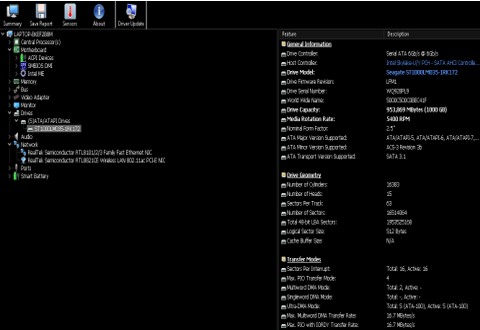 Summary Save Report Sensors About Driver Update
Feature Description
Central Processor(s)
Motherboard
ACPI Devices
SMBIOS DMI
Intel ME
Memory
Bus
Video Adapter
Monitor
Drives
(S)ATA/ATAPI Drives
ST1000LM035-1RK172
Audio
Network
RealTek Semiconductor RTL8101/2/3 Family Fast Ethernet NIC
RealTek Semiconductor Wireless LAN 802.11ac PCI-E NIC
Ports
Smart Battery
General Information
Drive Controller: Serial ATA 6Gb/s @ 6Gb/s
Host Controller: Intel Skylake-U/Y PCH - SATA AHCI Controlle...
Drive Model: Seagate ST1000LM035-1RK172
Drive Firmware Revision:
Drive Serial Number:
World Wide Name:
Drive Capacity: 953,869 MBytes (1000 GB)
Media Rotation Rate: 5400 RPM
Nominal Form Factor: 2.5"
ATA Major Version Supported: ATA/ATAPI-5, ATA/ATAPI-6, ATA/ATAPI-7,...
ATA Minor Version Supported: ACS-3 Revision 3b
ATA Transport Version Supported: SATA 3.1
Drive Geometry
Number of Cylinders: 16383
Number of Heads: 15
Sectors Per Track: 63
Number of Sectors: 16514064
Total 48-bit LBA Sectors: 1953525168
Logical Sector Size: 512 Bytes
Cache Buffer Size: N/A
Transfer Modes
Sectors Per Interrupt: Total: 16, Active: 16
Max. PIO Transfer Mode: 4
Multiword DMA Mode: Total: 2, Active: -
Singleword DMA Mode: Total: -, Active: -
Ultra-DMA Mode: Total: 5 (ATA-100), Active: 5 (ATA-100)
Max. Multiword DMA Transfer Rate: 16.7 MBytes/s
Max. PIO with IORDY Transfer Rate: 16.7 MBytes/s